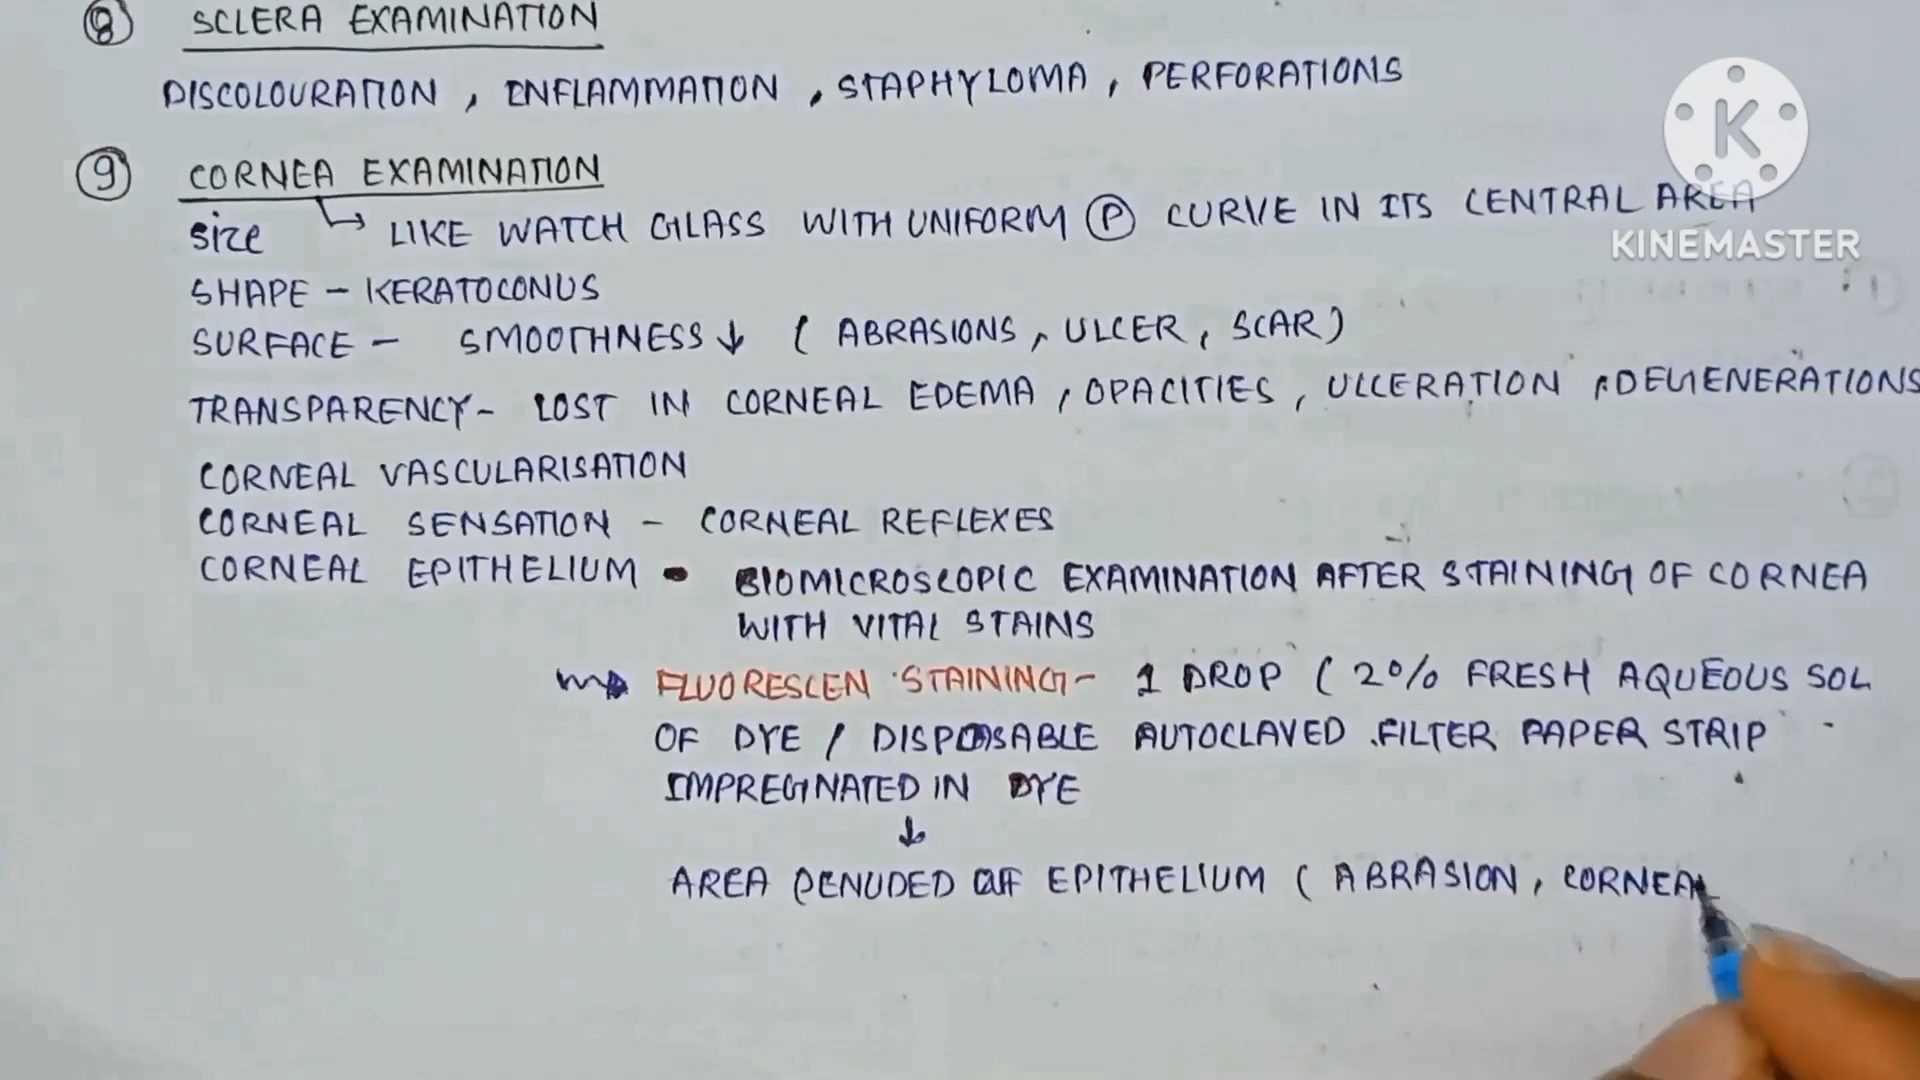 8 SCLERA EXAMINATION
DISCOLOURATION, INFLAMMATION, STAPHYLOMA, PERFORATIONS
9 CORNEA EXAMINATION
SIZE ↳ LIKE WATCH GLASS WITH UNIFORM Ⓟ CURVE IN ITS CENTRAL AREA
K
KINEMASTER
SHAPE - KERATOCONUS
SURFACE - SMOOTHNESS ↓ (ABRASIONS, ULCER, SCAR)
TRANSPARENCY - LOST IN CORNEAL EDEMA, OPACITIES, ULCERATION, DEGENERATIONS
CORNEAL VASCULARISATION
CORNEAL SENSATION - CORNEAL REFLEXES
CORNEAL EPITHELIUM - BIOMICROSCOPIC EXAMINATION AFTER STAINING OF CORNEA
WITH VITAL STAINS
FLUORESCEN STAINING - 1 DROP (2% FRESH AQUEOUS SOL
OF DYE / DISPOSABLE AUTOCLAVED FILTER PAPER STRIP
IMPREGNATED IN DYE
↓
AREA DENUDED OFF EPITHELIUM (ABRASION, CORNEAL